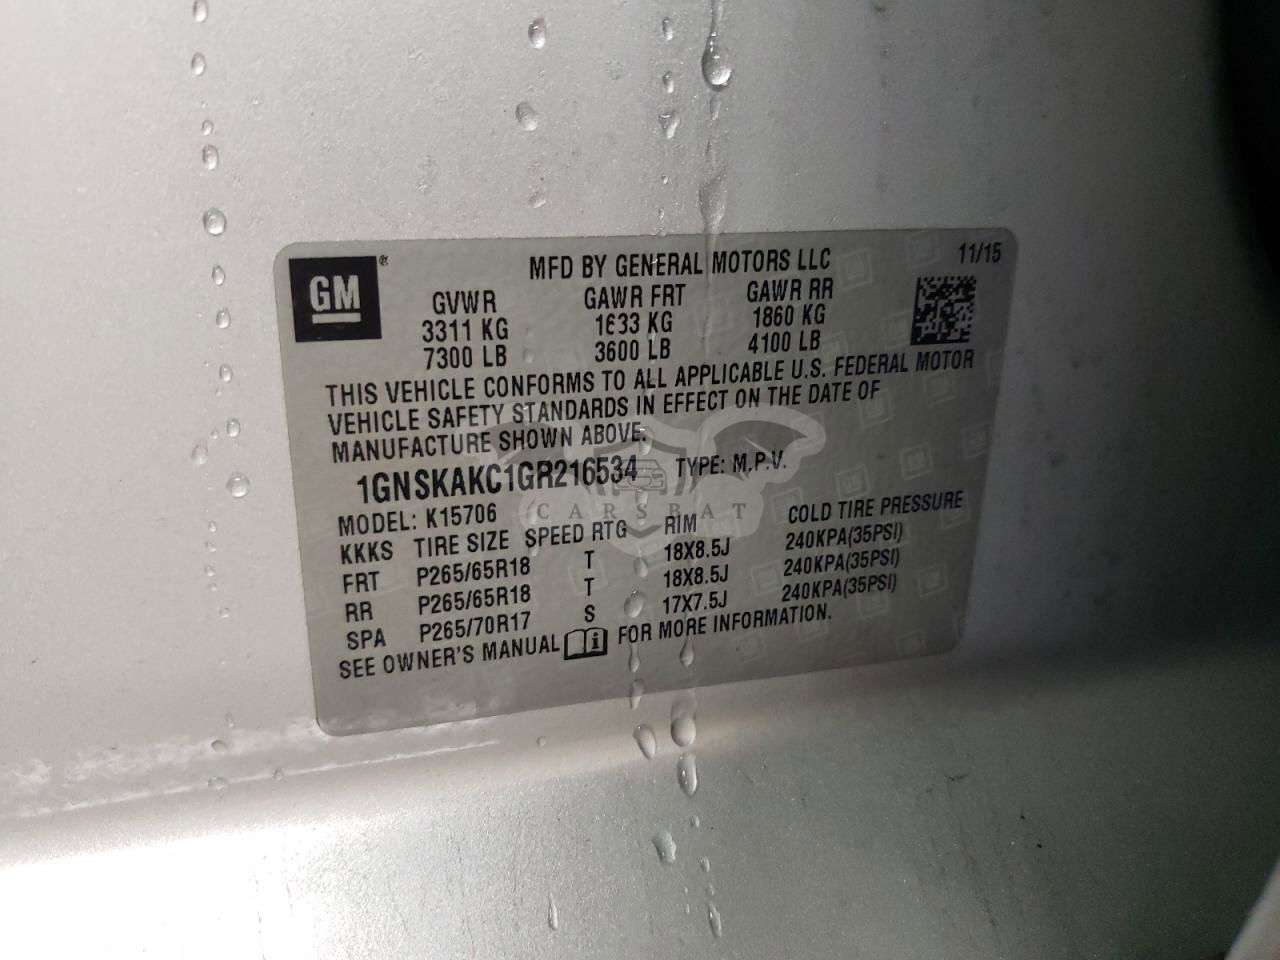 GM®
MFD BY GENERAL MOTORS LLC 11/15
GVWR GAWR FRT GAWR RR
3311 KG 1633 KG 1860 KG
7300 LB 3600 LB 4100 LB
THIS VEHICLE CONFORMS TO ALL APPLICABLE U.S. FEDERAL MOTOR
VEHICLE SAFETY STANDARDS IN EFFECT ON THE DATE OF
MANUFACTURE SHOWN ABOVE.
1GNSKAKC1GR216534 TYPE: M.P.V.
CARSBAT
MODEL: K15706
KKKS TIRE SIZE SPEED RTG RIM COLD TIRE PRESSURE
FRT P265/65R18 T 18X8.5J 240KPA(35PSI)
RR P265/65R18 T 18X8.5J 240KPA(35PSI)
SPA P265/70R17 S 17X7.5J 240KPA(35PSI)
SEE OWNER'S MANUAL i FOR MORE INFORMATION.